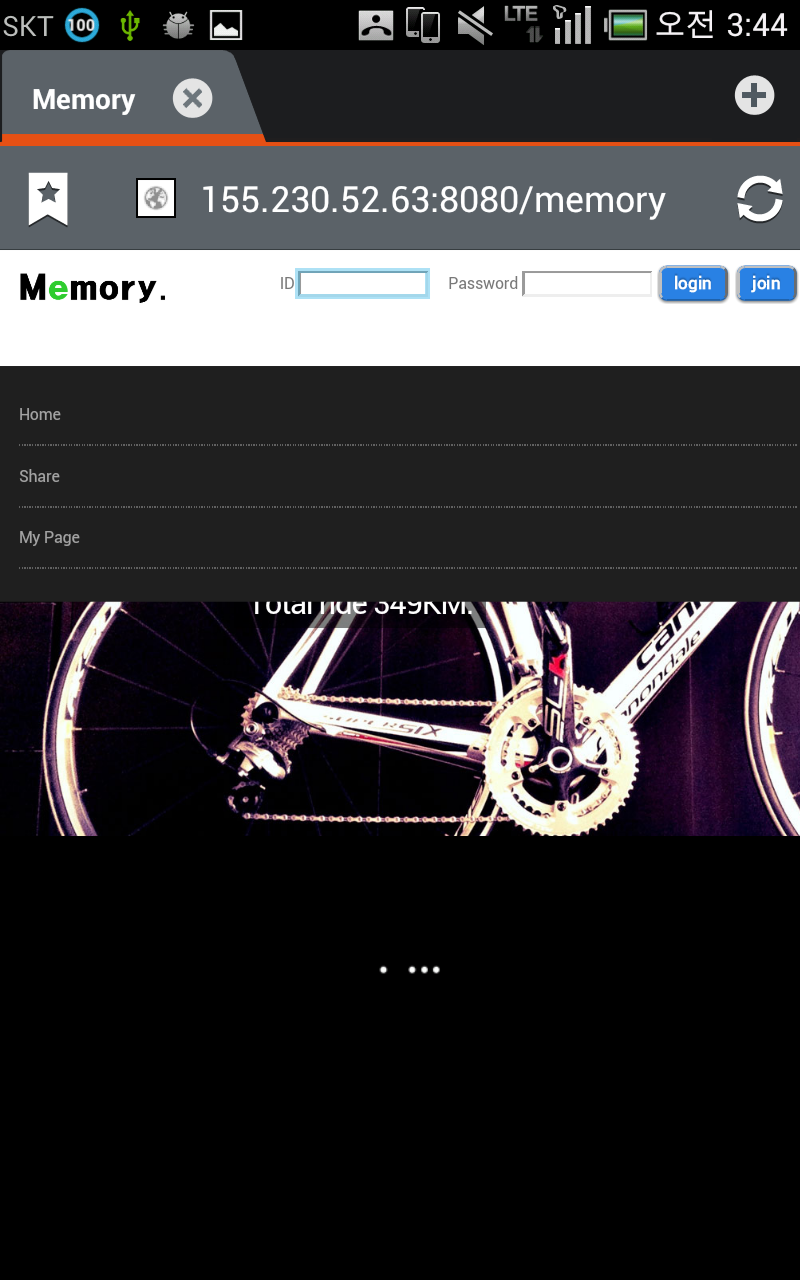 SKT 100 LTE 오전 3:44
Memory
155.230.52.63:8080/memory
Memory. ID Password login join
Home
Share
My Page
Total ride 349KM.
SUPERSIX
cannondale